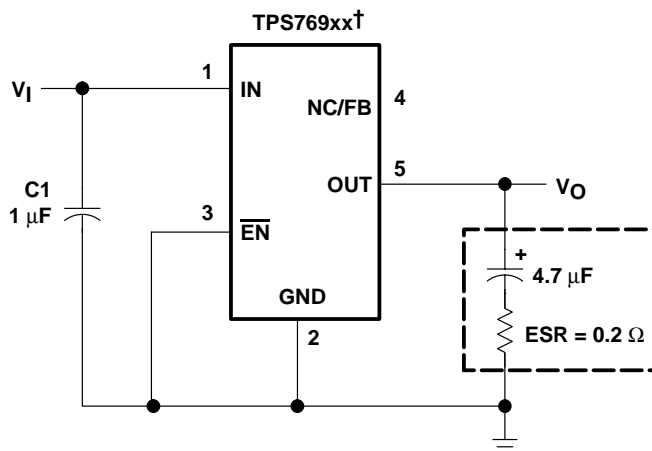 TPS769xx†
1
VI
IN
NC/FB
4
5
OUT
VO
C1
1 μF
3
EN
+
4.7 μF
GND
2
ESR = 0.2 Ω